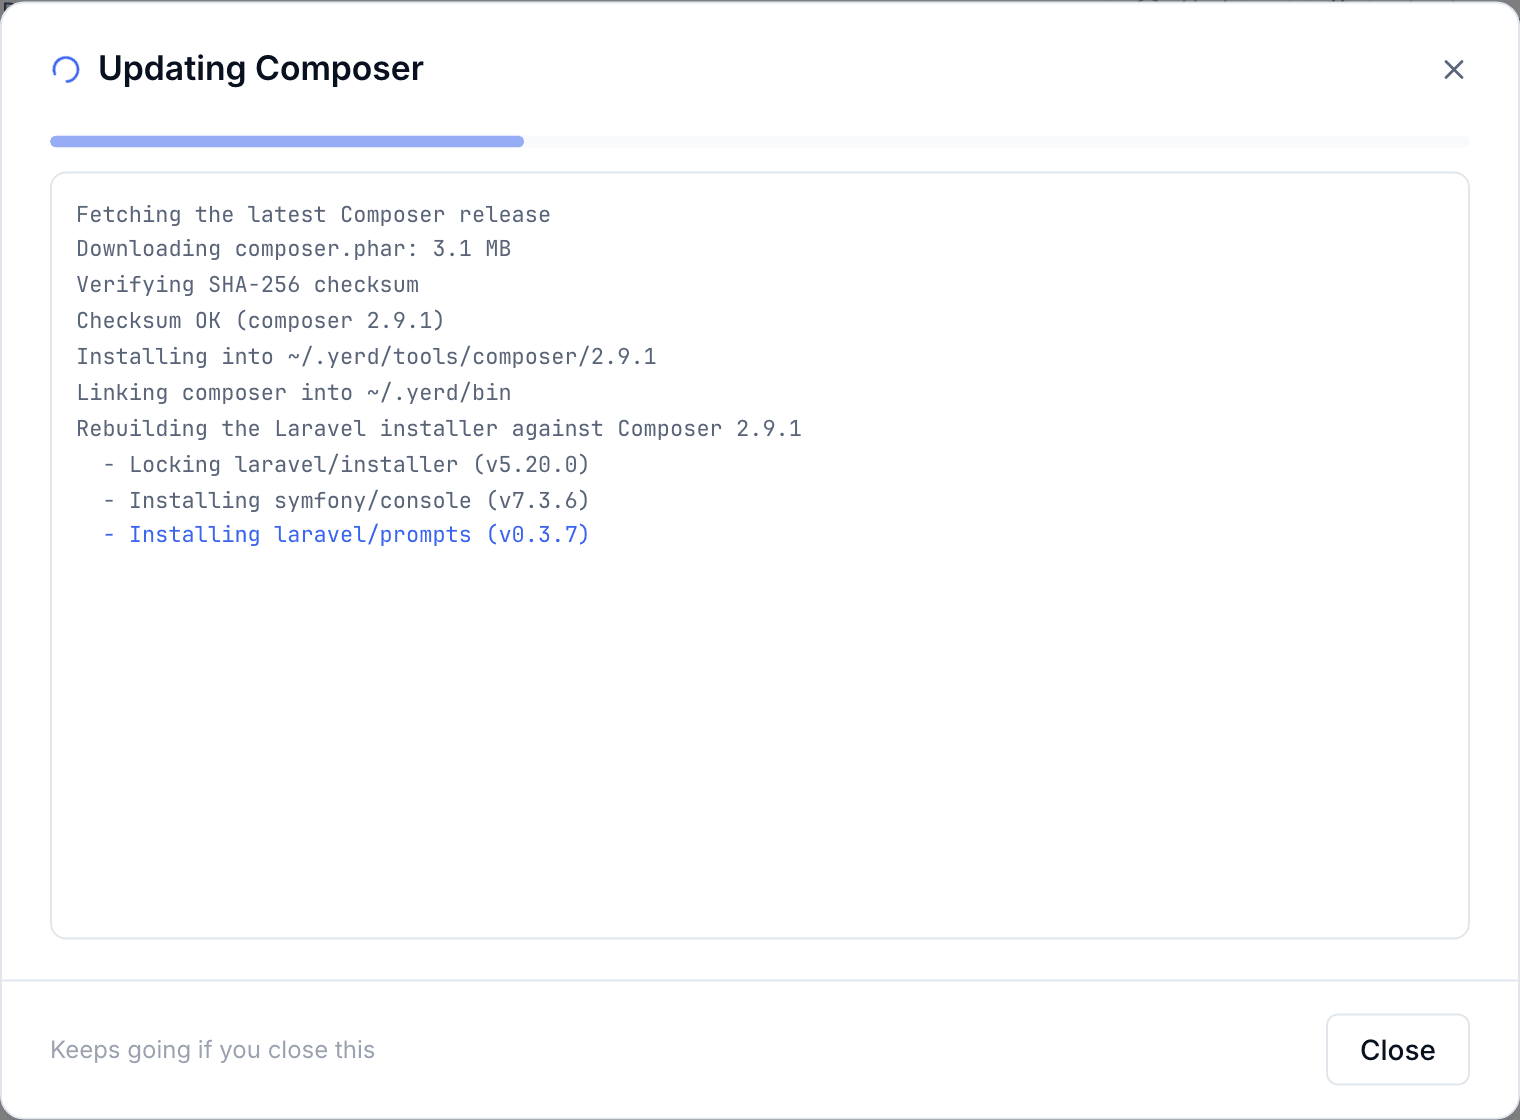 Updating Composer
Fetching the latest Composer release
Downloading composer.phar: 3.1 MB
Verifying SHA-256 checksum
Checksum OK (composer 2.9.1)
Installing into ~/.yerd/tools/composer/2.9.1
Linking composer into ~/.yerd/bin
Rebuilding the Laravel installer against Composer 2.9.1
  - Locking laravel/installer (v5.20.0)
  - Installing symfony/console (v7.3.6)
  - Installing laravel/prompts (v0.3.7)
Keeps going if you close this
Close